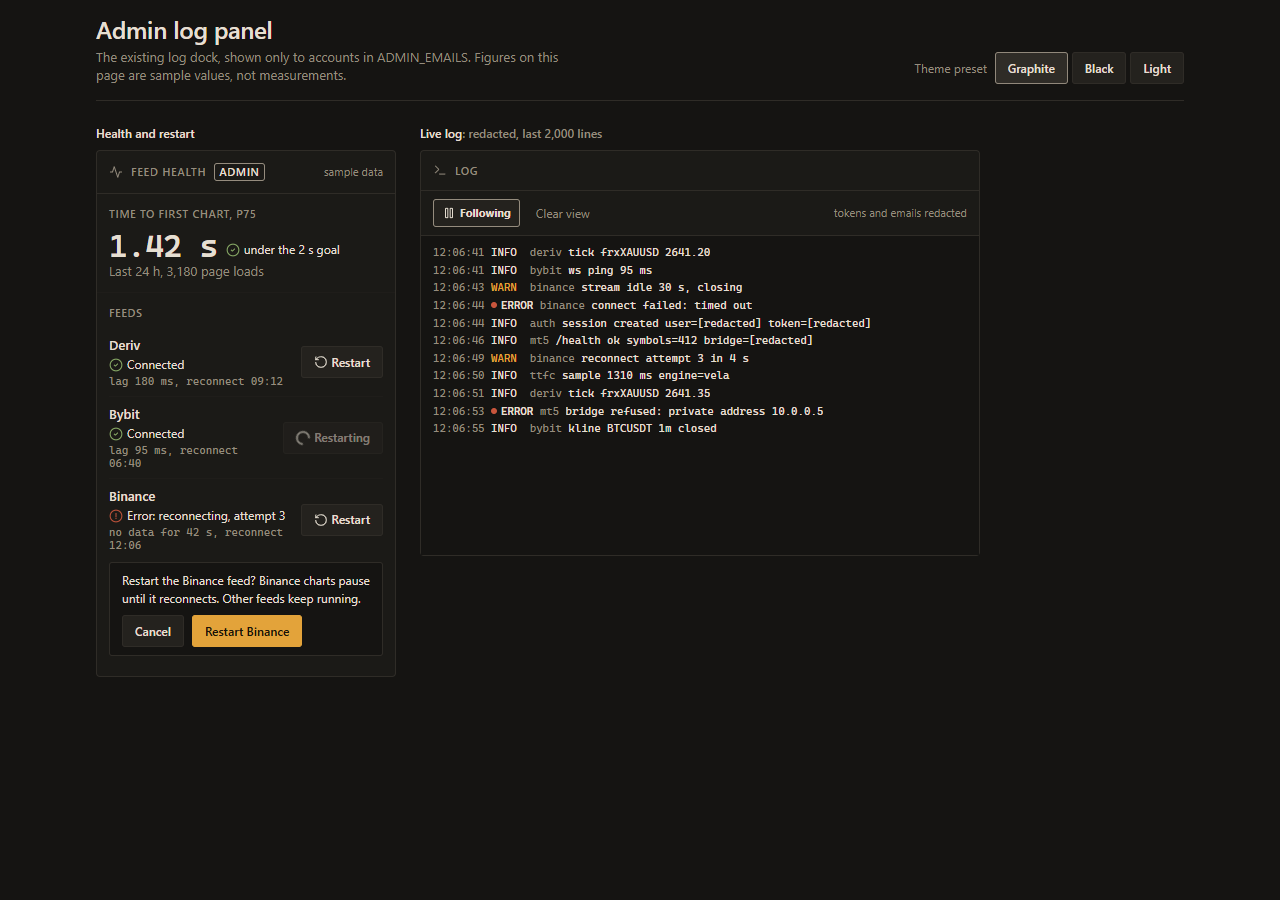 Admin log panel
The existing log dock, shown only to accounts in ADMIN_EMAILS. Figures on this
page are sample values, not measurements.
Theme preset Graphite Black Light
Health and restart
FEED HEALTH ADMIN sample data
TIME TO FIRST CHART, P75
1.42 s under the 2 s goal
Last 24 h, 3,180 page loads
FEEDS
Deriv
Connected
lag 180 ms, reconnect 09:12
Restart
Bybit
Connected
lag 95 ms, reconnect
06:40
Restarting
Binance
Error: reconnecting, attempt 3
no data for 42 s, reconnect
12:06
Restart
Restart the Binance feed? Binance charts pause
until it reconnects. Other feeds keep running.
Cancel Restart Binance
Live log: redacted, last 2,000 lines
LOG
Following Clear view tokens and emails redacted
12:06:41 INFO deriv tick frxXAUUSD 2641.20
12:06:41 INFO bybit ws ping 95 ms
12:06:43 WARN binance stream idle 30 s, closing
12:06:44 ERROR binance connect failed: timed out
12:06:44 INFO auth session created user=[redacted] token=[redacted]
12:06:46 INFO mt5 /health ok symbols=412 bridge=[redacted]
12:06:49 WARN binance reconnect attempt 3 in 4 s
12:06:50 INFO ttfc sample 1310 ms engine=vela
12:06:51 INFO deriv tick frxXAUUSD 2641.35
12:06:53 ERROR mt5 bridge refused: private address 10.0.0.5
12:06:55 INFO bybit kline BTCUSDT 1m closed